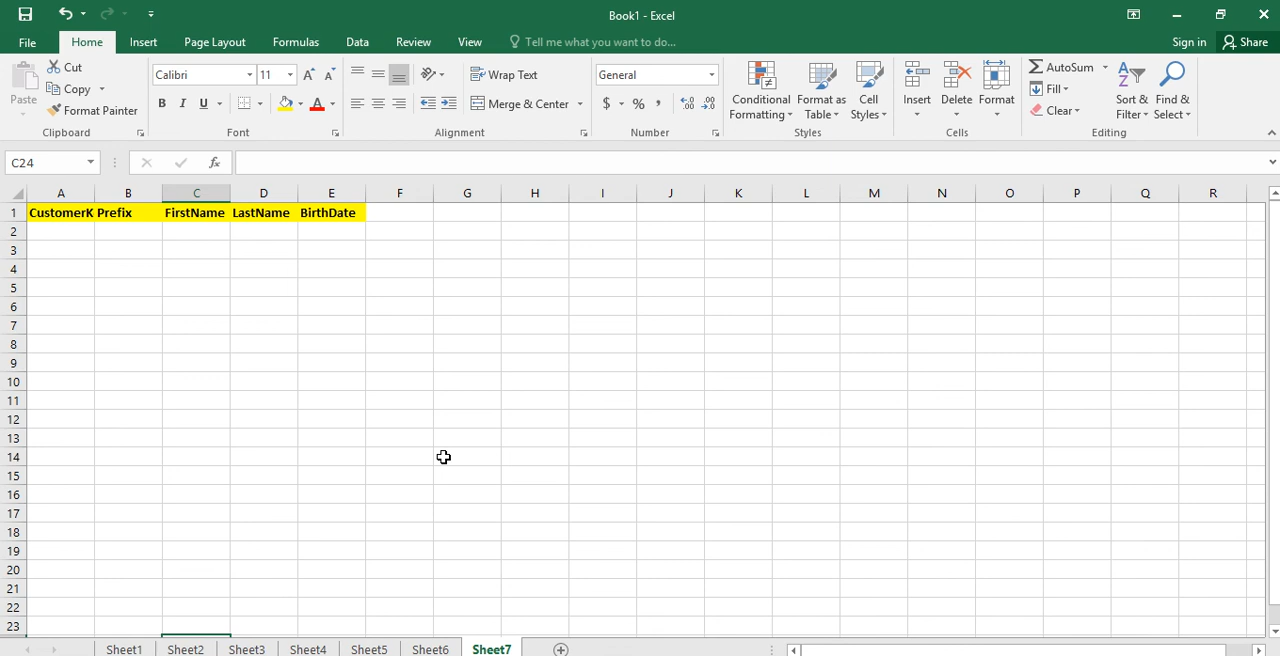 Book1 - Excel
File Home Insert Page Layout Formulas Data Review View Tell me what you want to do... Sign in Share
Paste Cut Copy Format Painter Clipboard
Calibri 11 A A B I U A Font
Wrap Text Merge & Center Alignment
General $ % , Number
Conditional Formatting Format as Table Cell Styles Styles
Insert Delete Format Cells
AutoSum Fill Clear Sort & Filter Find & Select Editing
C24 fx
A B C D E F G H I J K L M N O P Q R
1 CustomerK Prefix FirstName LastName BirthDate
2
3
4
5
6
7
8
9
10
11
12
13
14
15
16
17
18
19
20
21
22
23
Sheet1 Sheet2 Sheet3 Sheet4 Sheet5 Sheet6 Sheet7